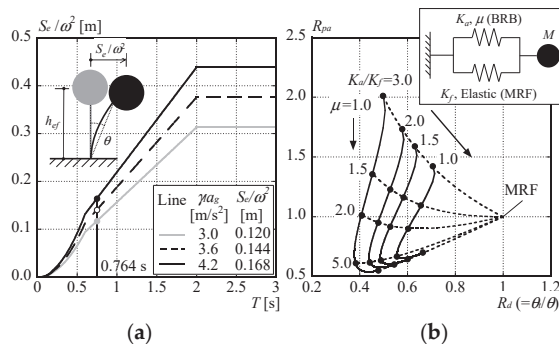 S_e/ω² [m]
0.5
0.4
0.3
0.2
0.1
0.0
S_e/ω²
h_ef
θ
Line γ_I a_g S_e/ω²
[m/s²] [m]
3.0 0.120
3.6 0.144
4.2 0.168
0.764 s
0 0.5 1 1.5 2 2.5 3
T [s]
(a)
R_pa
2.5
2.0
1.5
1.0
0.5
K_a, μ (BRB)
M
K_f, Elastic (MRF)
K_a/K_f=3.0
2.0
1.5
1.0
μ=1.0
1.5
2.0
5.0
MRF
0.2 0.4 0.6 0.8 1.0 1.2
R_d (=θ/θ)
(b)